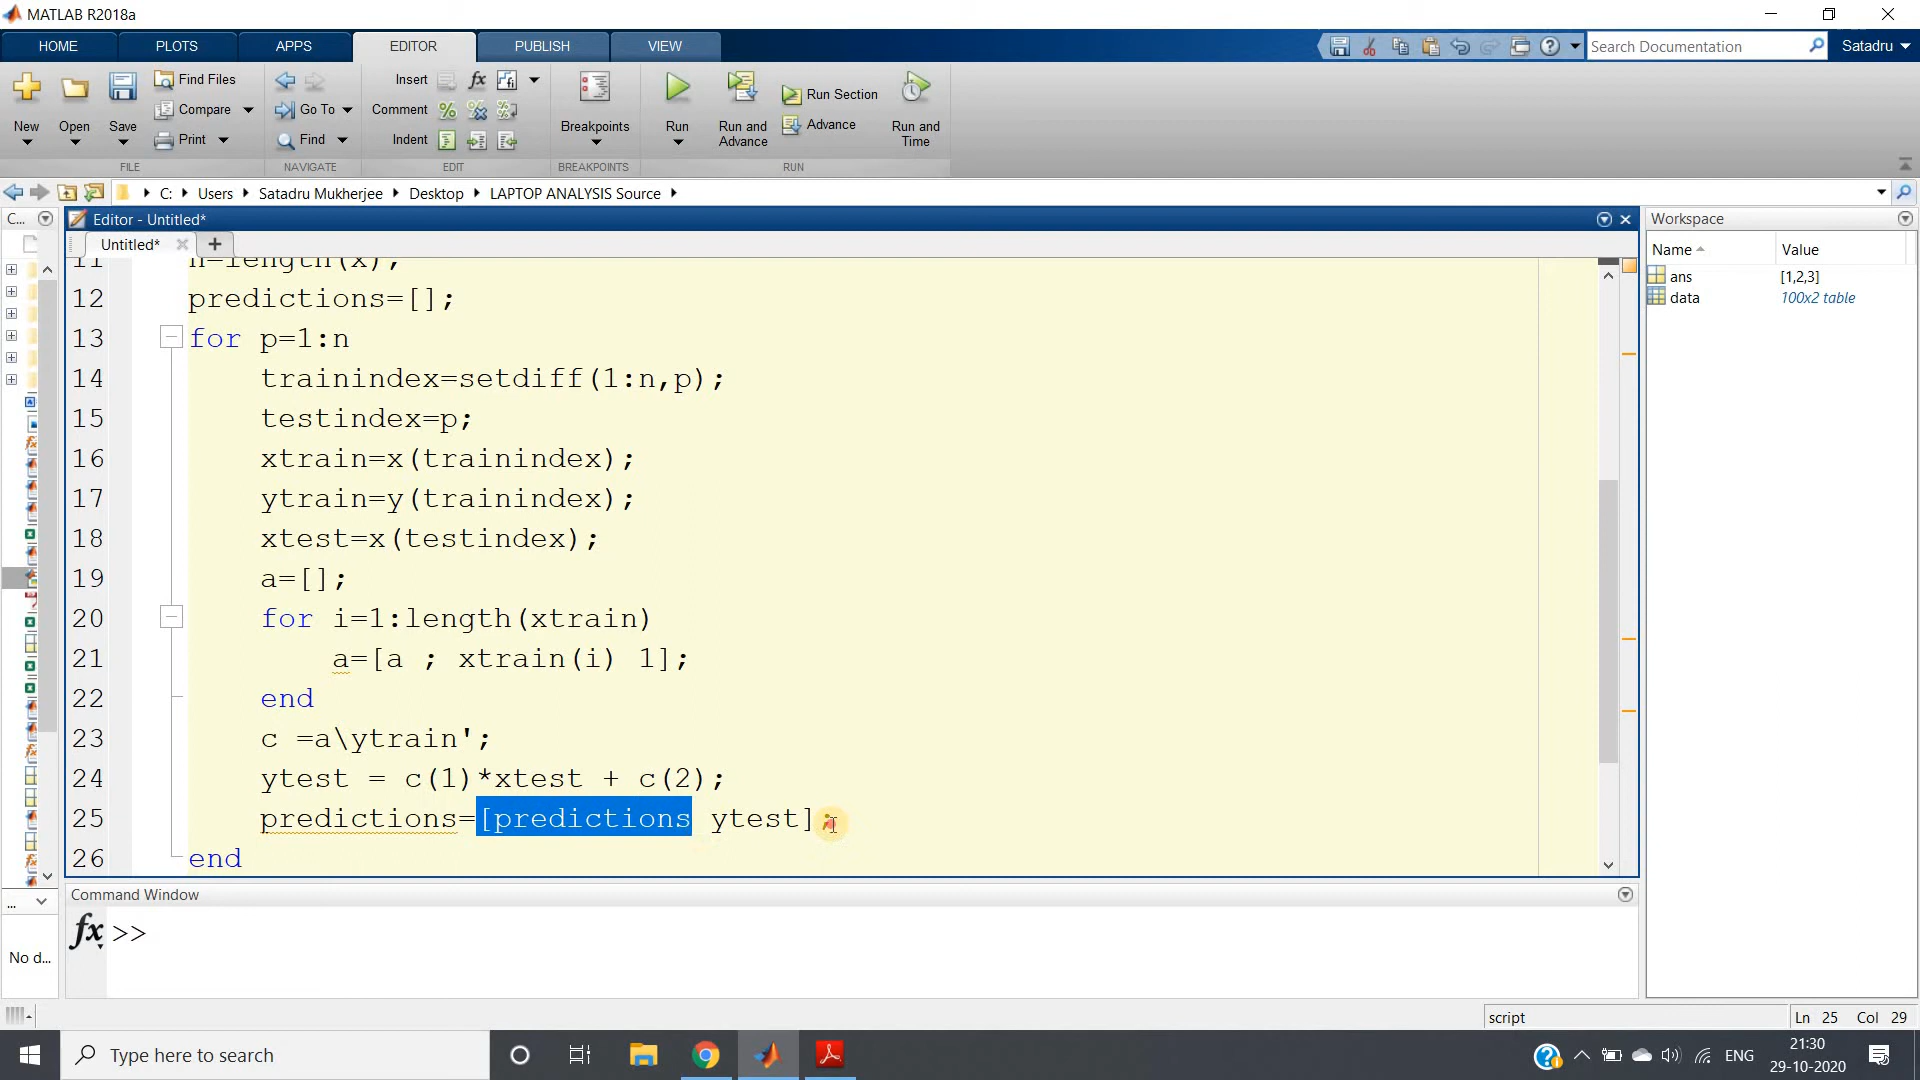 MATLAB R2018a
HOME PLOTS APPS EDITOR PUBLISH VIEW
Search Documentation Satadru
New Open Save Find Files Compare Print
Go To Find
Insert fx
Comment
Indent
Breakpoints Run Run and Advance Run Section Advance Run and Time
FILE NAVIGATE EDIT BREAKPOINTS RUN
C: Users Satadru Mukherjee Desktop LAPTOP ANALYSIS Source
C... Editor - Untitled* Workspace
Untitled* +
Name Value
ans [1,2,3]
data 100x2 table
11 n=length(x);
12 predictions=[];
13 for p=1:n
14 trainindex=setdiff(1:n,p);
15 testindex=p;
16 xtrain=x(trainindex);
17 ytrain=y(trainindex);
18 xtest=x(testindex);
19 a=[];
20 for i=1:length(xtrain)
21 a=[a ; xtrain(i) 1];
22 end
23 c =a\ytrain';
24 ytest = c(1)*xtest + c(2);
25 predictions=[predictions ytest];
26 end
Command Window
...
fx >>
No d...
script Ln 25 Col 29
Type here to search
ENG
21:30
29-10-2020